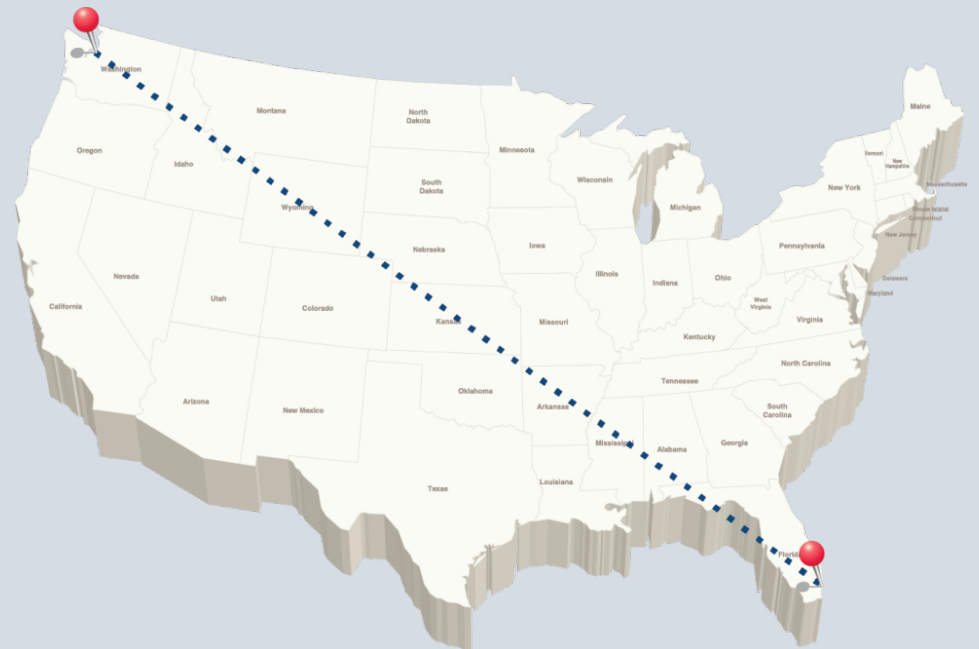 Washington
Montana
North
Dakota
Minnesota
Maine
Oregon
Idaho
South
Dakota
Wisconsin
Vermont
New
Hampshire
New York
Massachusetts
Wyoming
Michigan
Rhode Island
Connecticut
Nebraska
Iowa
Pennsylvania
New Jersey
Nevada
Utah
Illinois
Indiana
Ohio
Delaware
Maryland
California
Colorado
Kansas
Missouri
West
Virginia
Virginia
Kentucky
North Carolina
Arizona
New Mexico
Oklahoma
Arkansas
Tennessee
South
Carolina
Mississippi
Alabama
Georgia
Texas
Louisiana
Florida